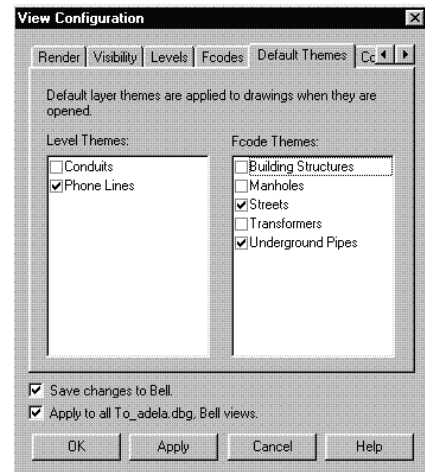 View Configuration
Render Visibility Levels Fcodes Default Themes
Default layer themes are applied to drawings when they are
opened.
Level Themes:
Conduits
Phone Lines
Fcode Themes:
Building Structures
Manholes
Streets
Transformers
Underground Pipes
Save changes to Bell.
Apply to all To_adela.dbg, Bell views.
OK Apply Cancel Help